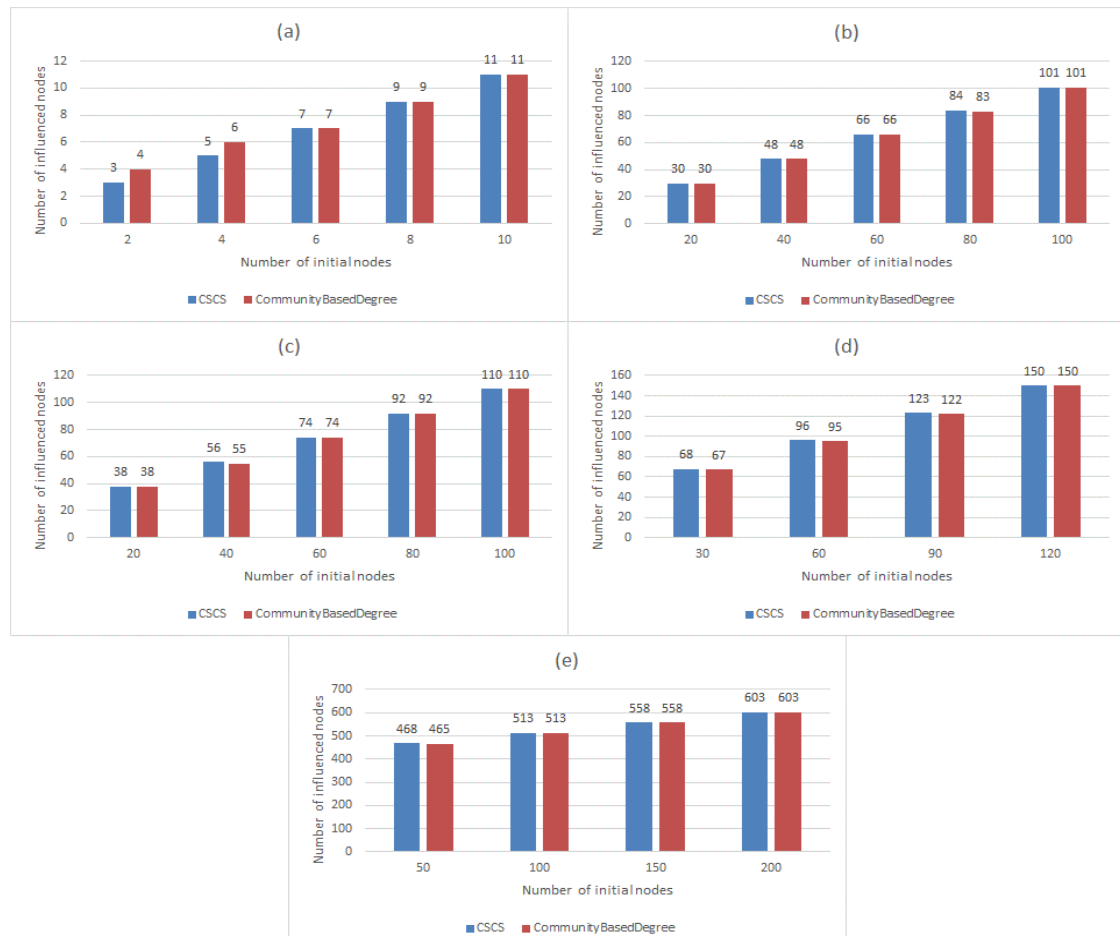 (a)
Number of influenced nodes
12
10
8
6
4
2
0
3 4 5 6 7 7 9 9 11 11
2 4 6 8 10
Number of initial nodes
CSCS CommunityBasedDegree
(b)
Number of influenced nodes
120
100
80
60
40
20
0
30 30 48 48 66 66 84 83 101 101
20 40 60 80 100
Number of initial nodes
CSCS CommunityBasedDegree
(c)
Number of influenced nodes
120
100
80
60
40
20
0
38 38 56 55 74 74 92 92 110 110
20 40 60 80 100
Number of initial nodes
CSCS CommunityBasedDegree
(d)
Number of influenced nodes
160
140
120
100
80
60
40
20
0
68 67 96 95 123 122 150 150
30 60 90 120
Number of initial nodes
CSCS CommunityBasedDegree
(e)
Number of influenced nodes
700
600
500
400
300
200
100
0
468 465 513 513 558 558 603 603
50 100 150 200
Number of initial nodes
CSCS CommunityBasedDegree